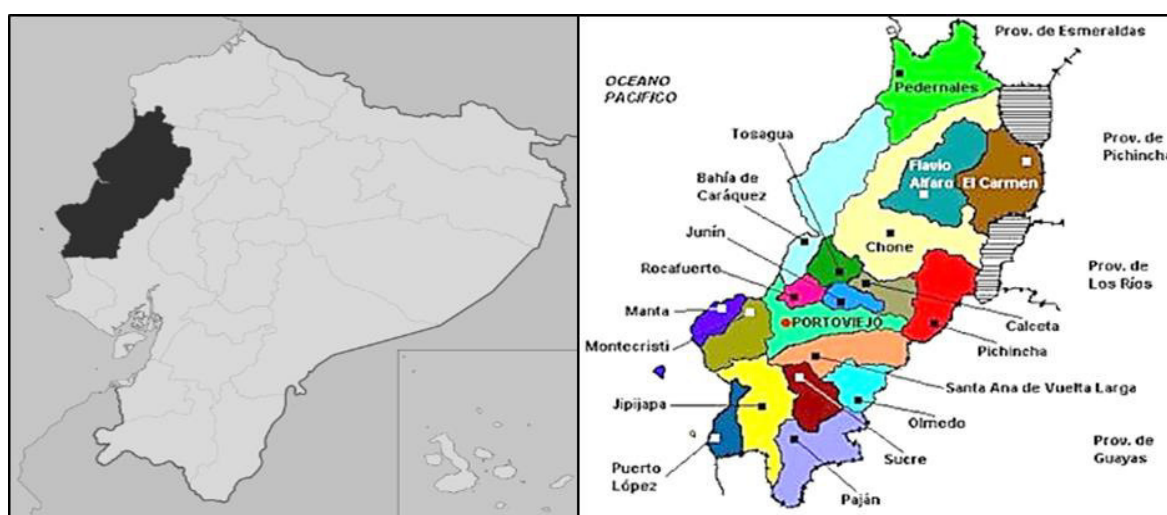 Prov. de Esmeraldas
OCEANO
PACIFICO
Pedernales
Tosagua
Prov. de
Pichincha
Flavio
Alfaro
El Carmen
Bahía de
Caráquez
Junín
Chone
Rocafuerto
Prov. de
Los Ríos
Manta
PORTOVIEJO
Calceta
Montecristi
Pichincha
Santa Ana de Vuelta Larga
Jipijapa
Olmedo
Sucre
Prov. de
Guayas
Puerto
López
Paján